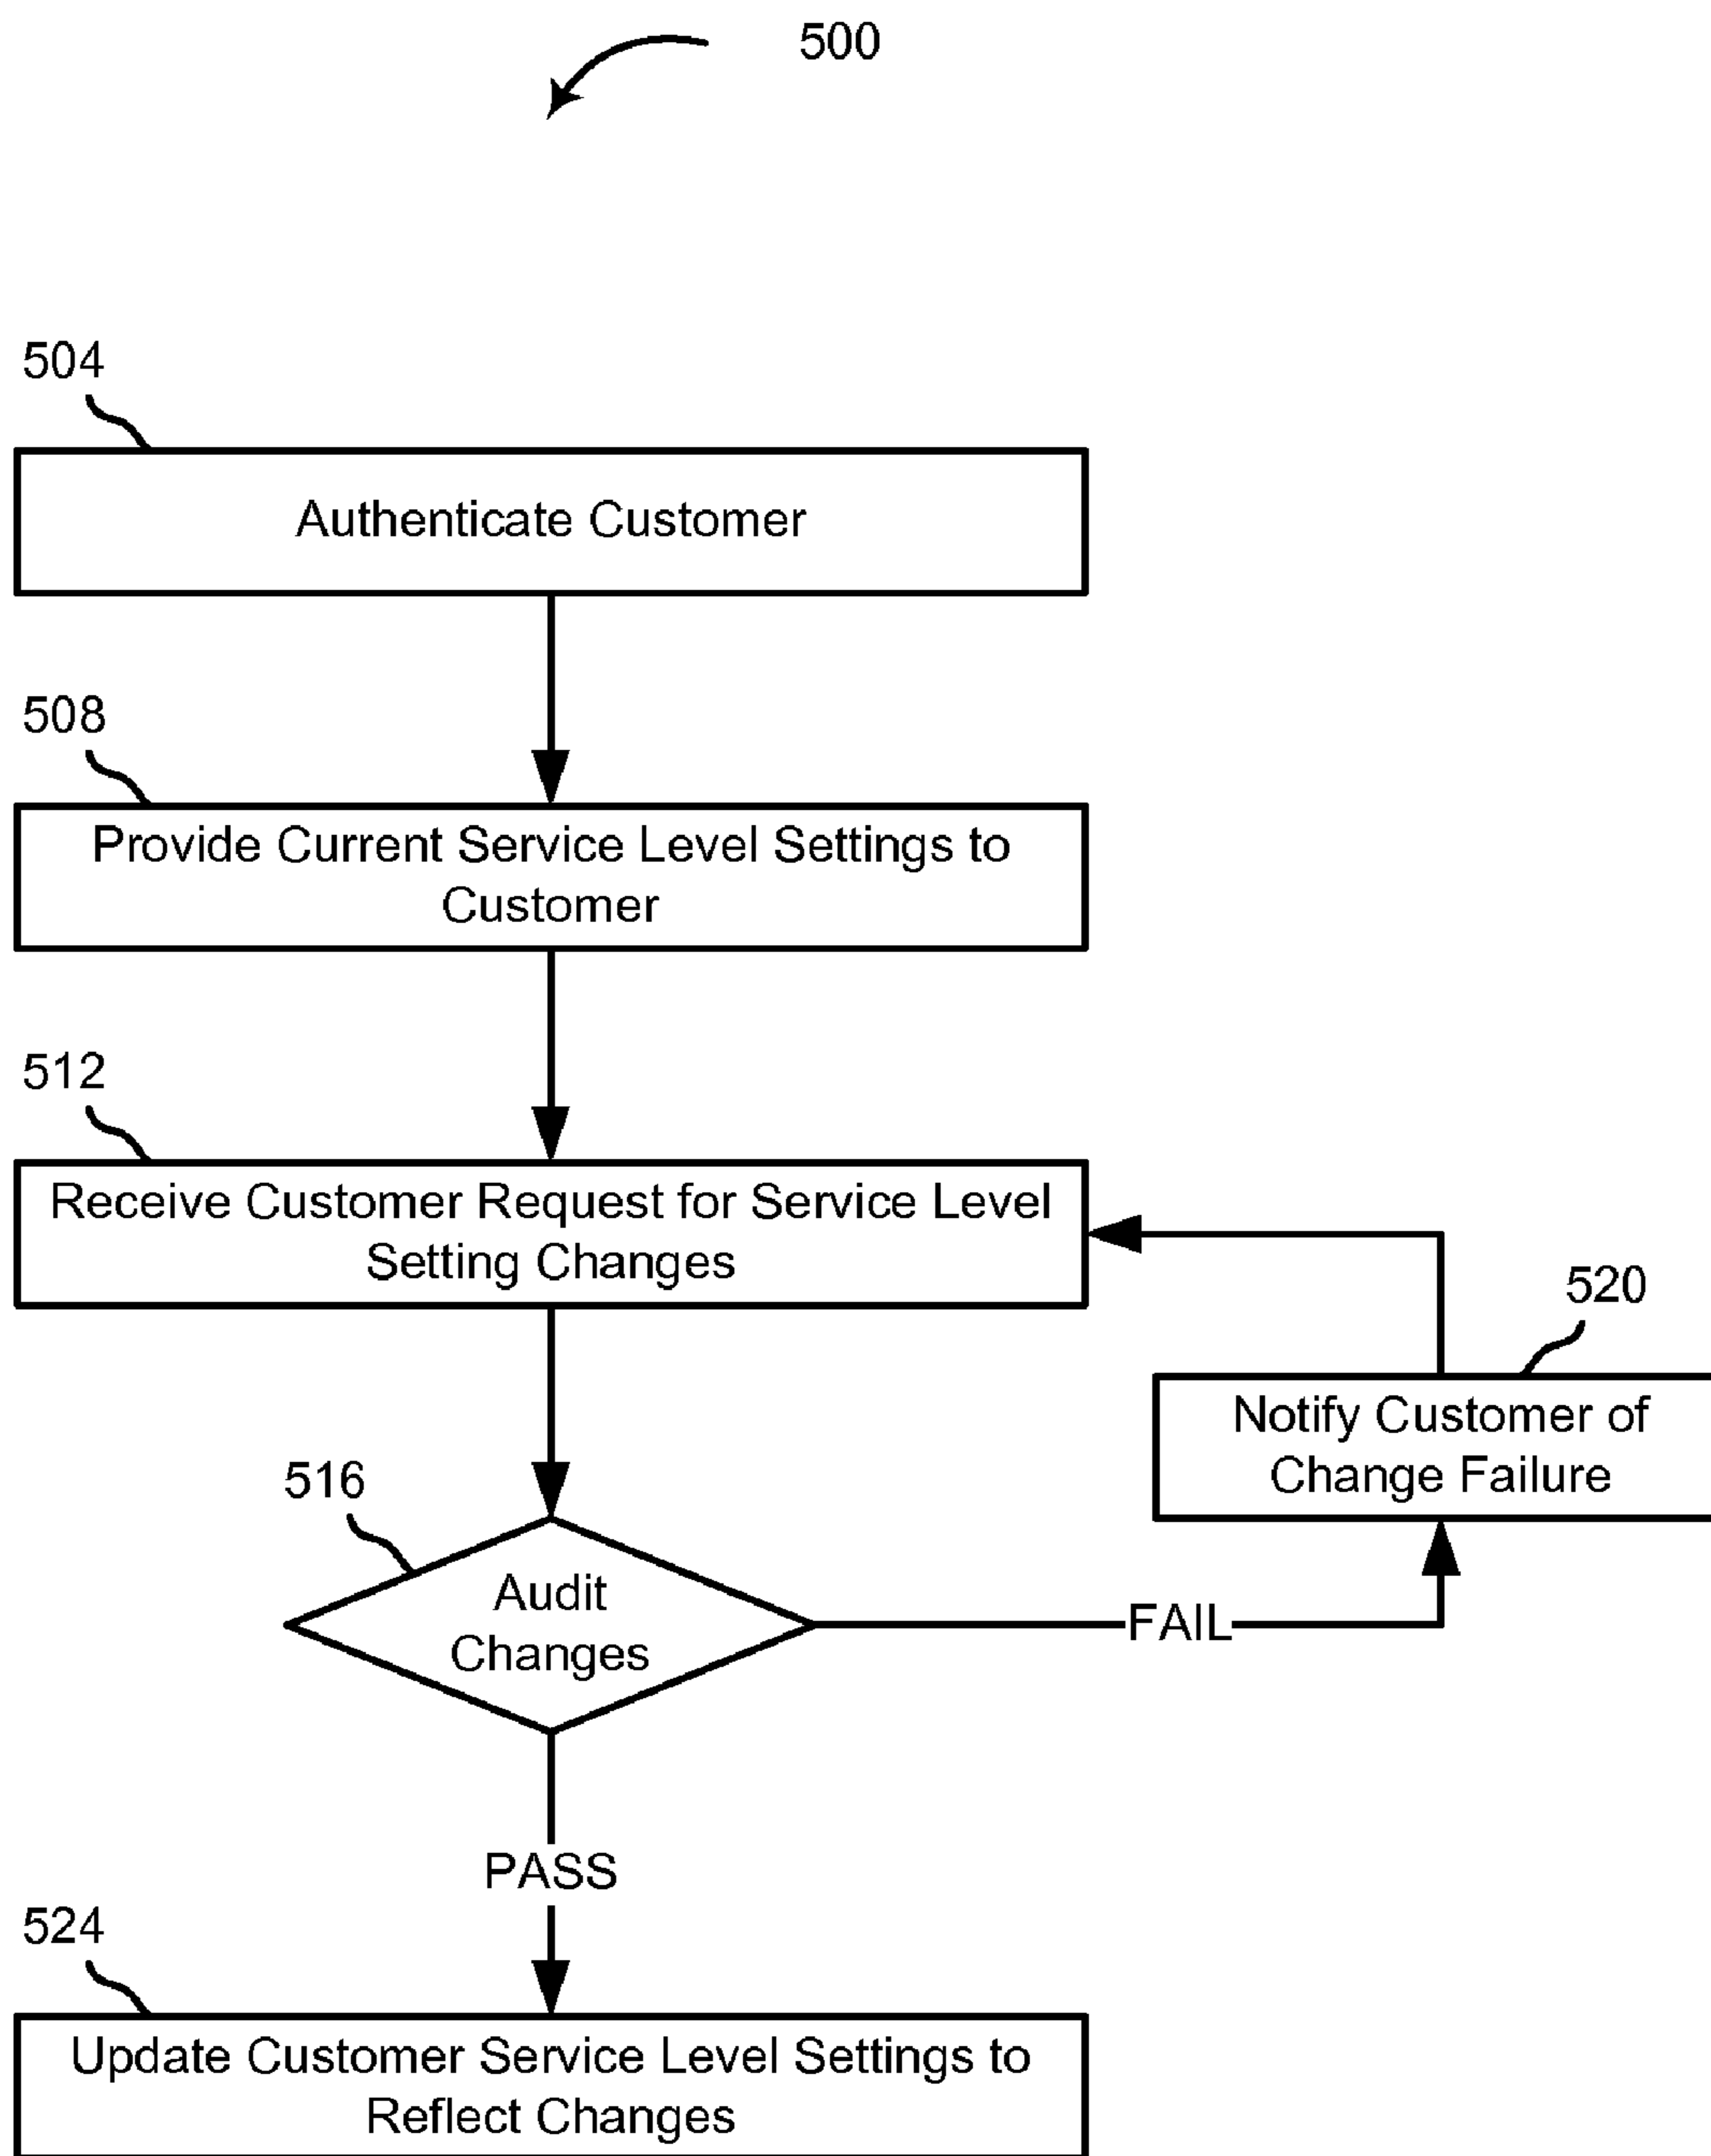 500
504
Authenticate Customer
508
Provide Current Service Level Settings to
Customer
512
Receive Customer Request for Service Level
Setting Changes
520
Notify Customer of
Change Failure
516
Audit
Changes
FAIL
PASS
524
Update Customer Service Level Settings to
Reflect Changes